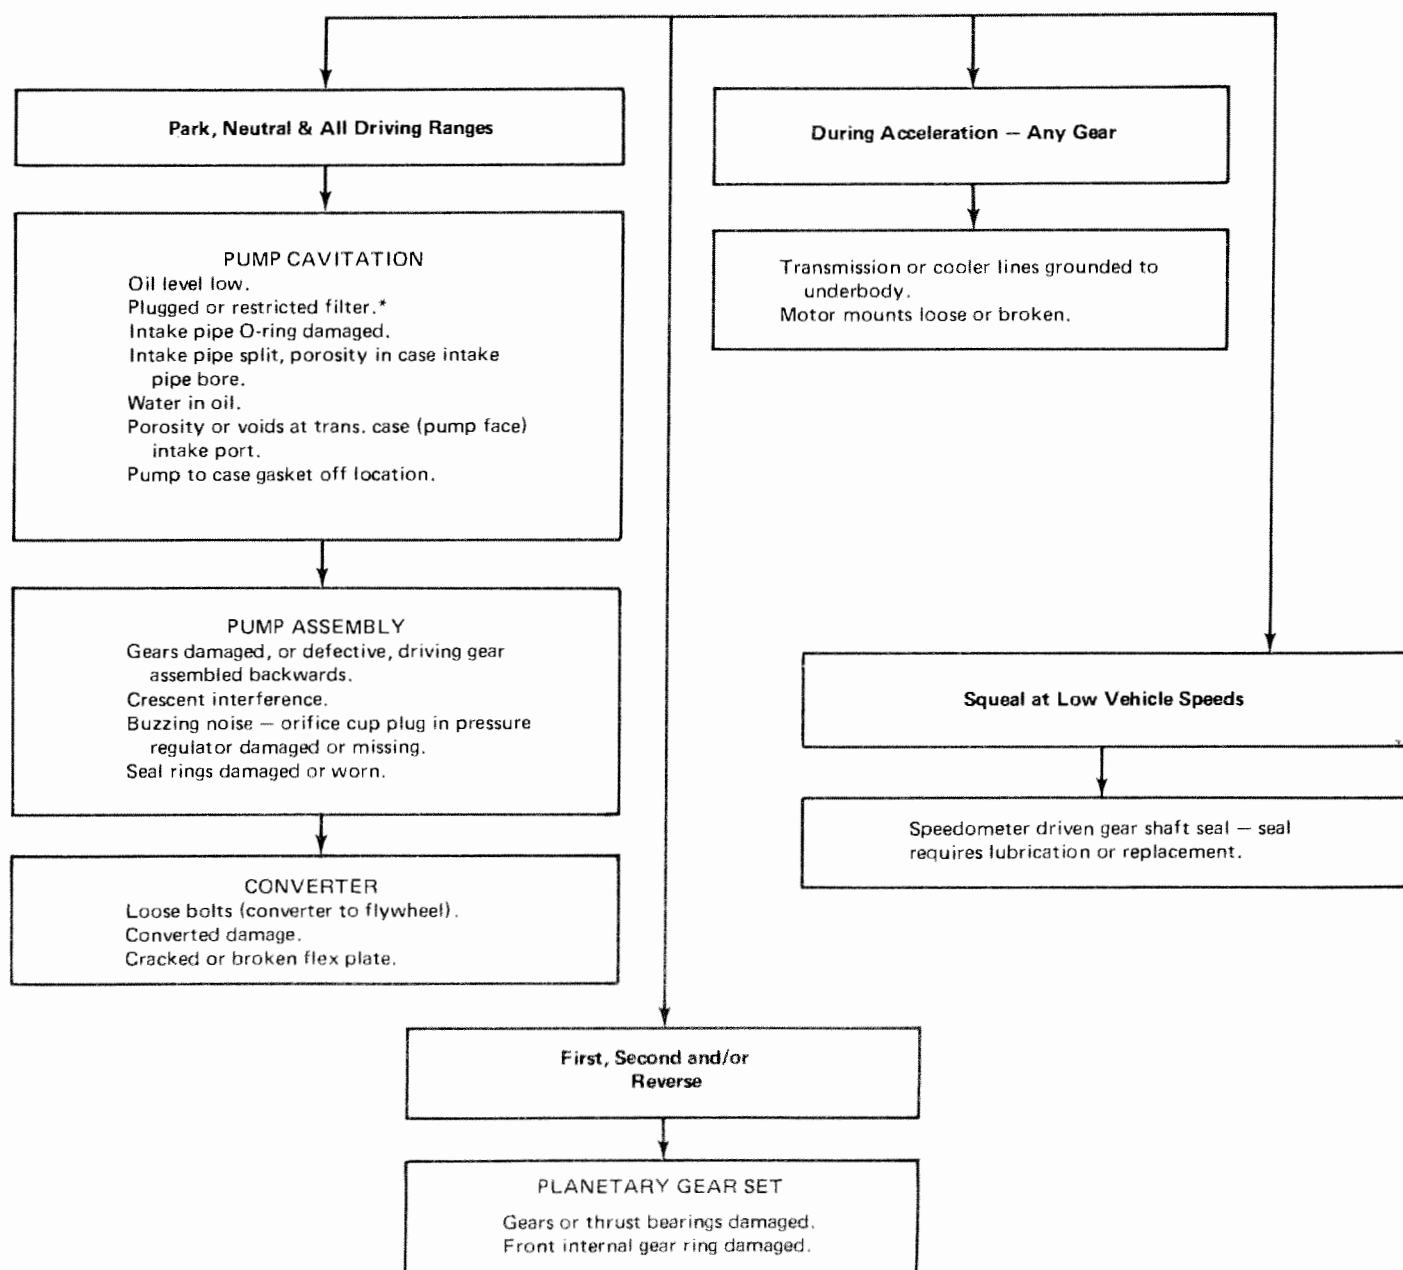 Park, Neutral & All Driving Ranges
PUMP CAVITATION
Oil level low.
Plugged or restricted filter.*
Intake pipe O-ring damaged.
Intake pipe split, porosity in case intake
pipe bore.
Water in oil.
Porosity or voids at trans. case (pump face)
intake port.
Pump to case gasket off location.
PUMP ASSEMBLY
Gears damaged, or defective, driving gear
assembled backwards.
Crescent interference.
Buzzing noise — orifice cup plug in pressure
regulator damaged or missing.
Seal rings damaged or worn.
CONVERTER
Loose bolts (converter to flywheel).
Converted damage.
Cracked or broken flex plate.
First, Second and/or
Reverse
PLANETARY GEAR SET
Gears or thrust bearings damaged.
Front internal gear ring damaged.
During Acceleration — Any Gear
Transmission or cooler lines grounded to
underbody.
Motor mounts loose or broken.
Squeal at Low Vehicle Speeds
Speedometer driven gear shaft seal — seal
requires lubrication or replacement.